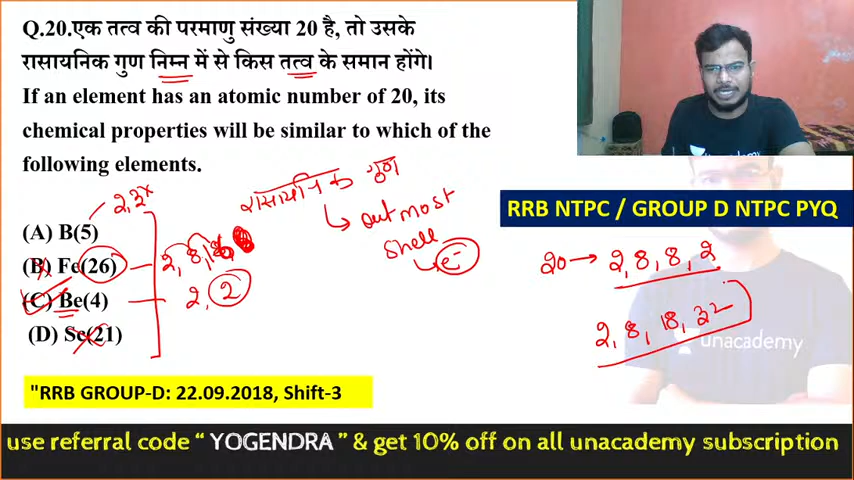 Q.20.एक तत्व की परमाणु संख्या 20 है, तो उसके
रासायनिक गुण निम्न में से किस तत्व के समान होंगे।
If an element has an atomic number of 20, its
chemical properties will be similar to which of the
following elements.
(A) B(5)
(B) Fe(26)
(C) Be(4)
(D) Sc(21)
2,3
2, 8,
2, 2
रासायनिक गुण
outmost
shell
e-
unacademy
RRB NTPC / GROUP D NTPC PYQ
20 → 2, 8, 8, 2
2, 8, 18, 32
unacademy
"RRB GROUP-D: 22.09.2018, Shift-3
use referral code “ YOGENDRA ” & get 10% off on all unacademy subscription